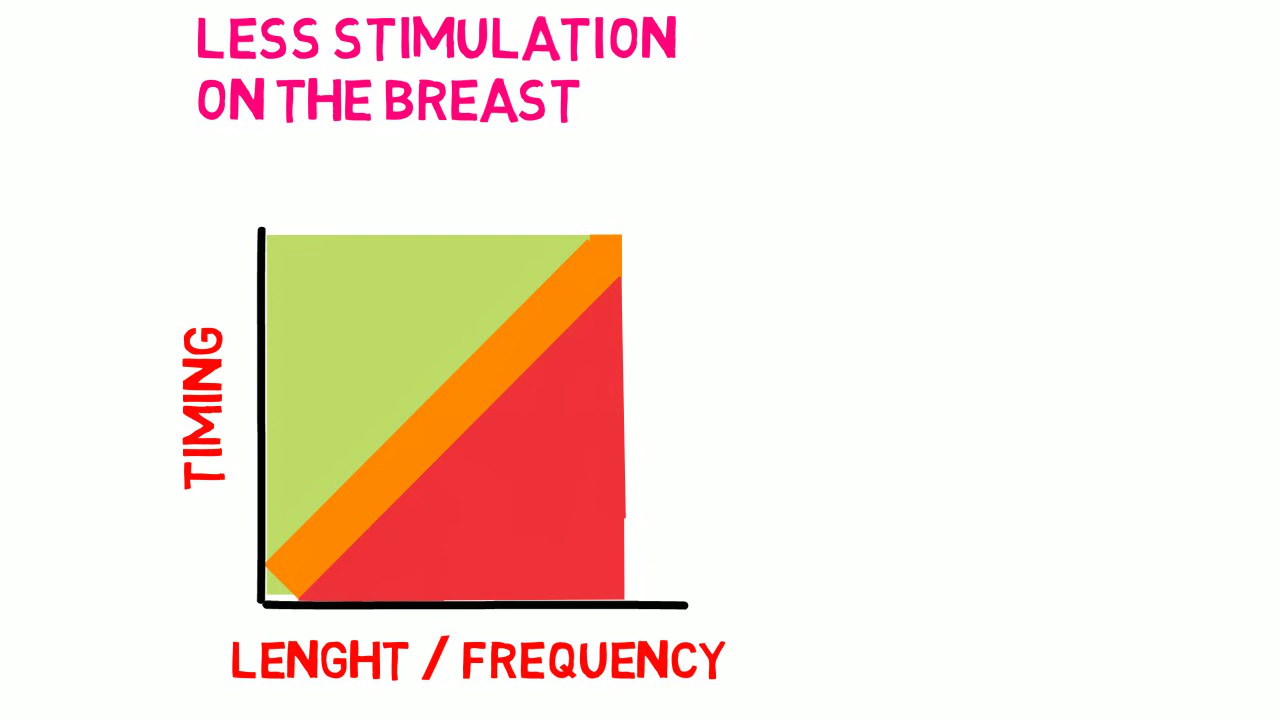 LESS STIMULATION
ON THE BREAST
TIMING
LENGHT / FREQUENCY